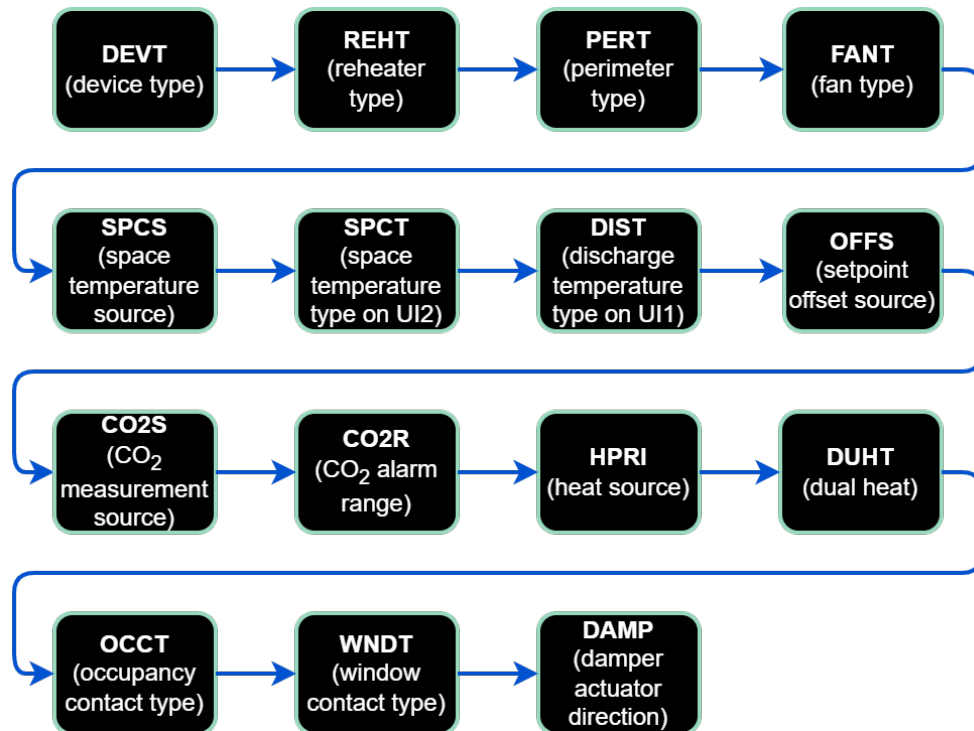 DEVT
(device type)
REHT
(reheater
type)
PERT
(perimeter
type)
FANT
(fan type)
SPCS
(space
temperature
source)
SPCT
(space
temperature
type on UI2)
DIST
(discharge
temperature
type on UI1)
OFFS
(setpoint
offset source)
CO2S
(CO₂
measurement
source)
CO2R
(CO₂ alarm
range)
HPRI
(heat source)
DUHT
(dual heat)
OCCT
(occupancy
contact type)
WNDT
(window
contact type)
DAMP
(damper
actuator
direction)